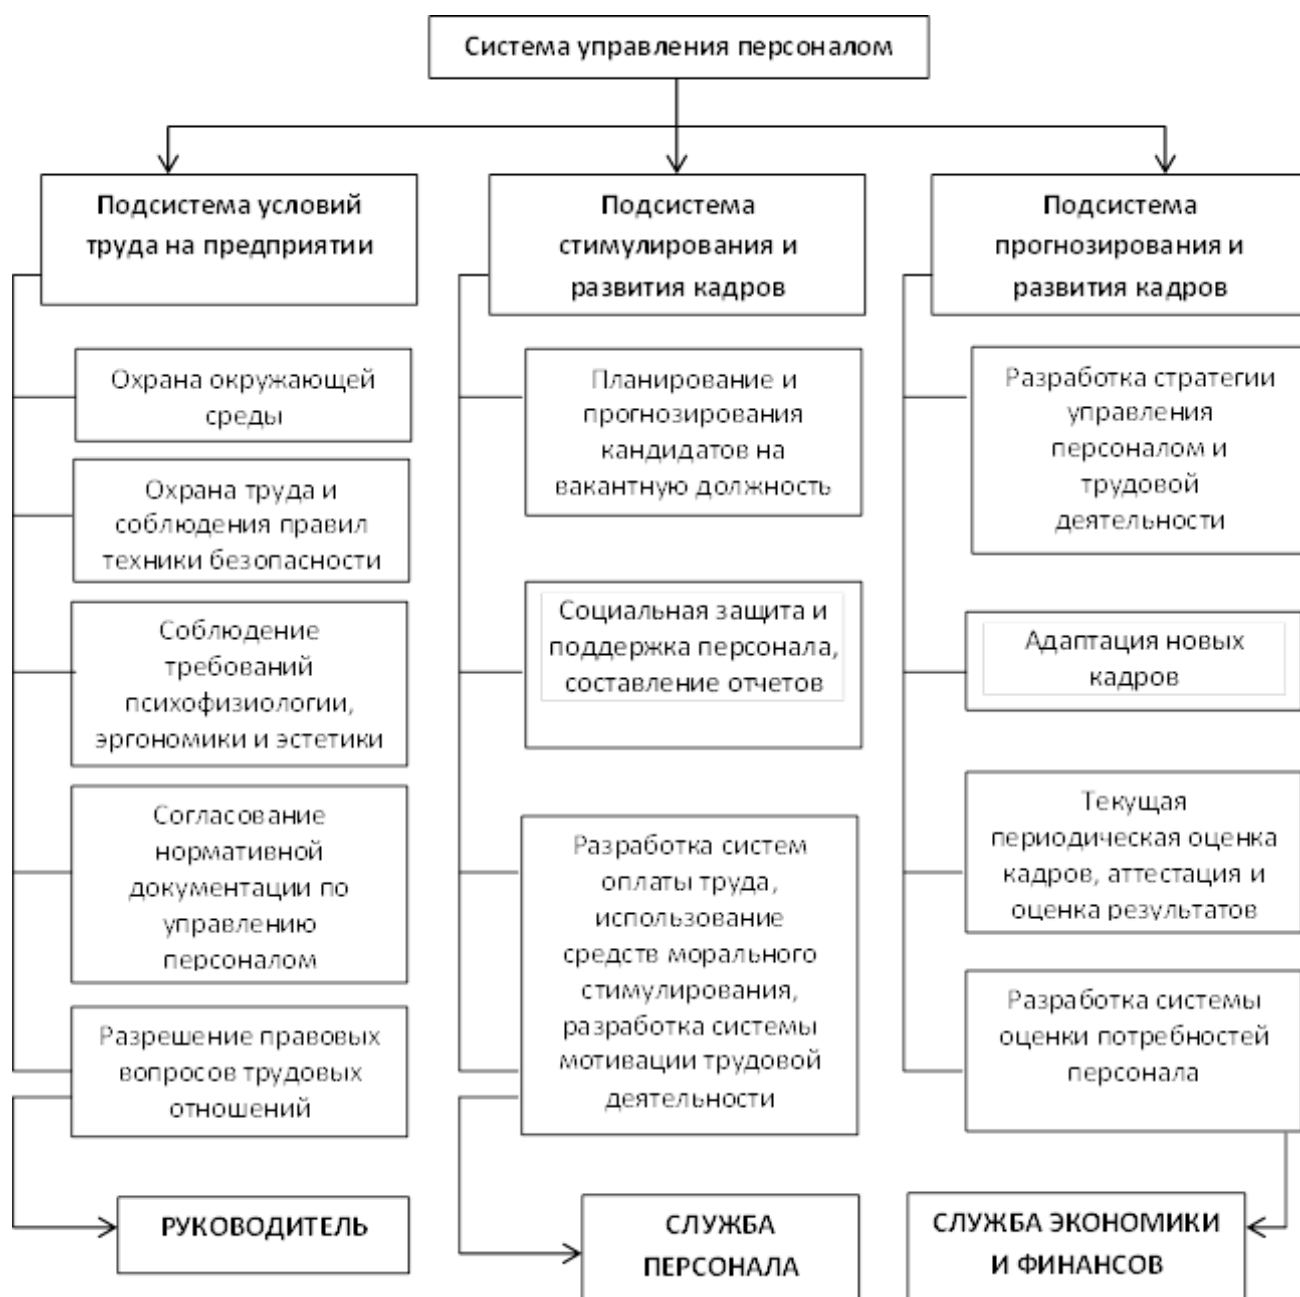 Система управления персоналом
Подсистема условий
труда на предприятии
Охрана окружающей
среды
Охрана труда и
соблюдения правил
техники безопасности
Соблюдение
требований
психофизиологии,
эргономики и эстетики
Согласование
нормативной
документации по
управлению
персоналом
Разрешение правовых
вопросов трудовых
отношений
РУКОВОДИТЕЛЬ
Подсистема
стимулирования и
развития кадров
Планирование и
прогнозирования
кандидатов на
вакантную должность
Социальная защита и
поддержка персонала,
составление отчетов
Разработка систем
оплаты труда,
использование
средств морального
стимулирования,
разработка системы
мотивации трудовой
деятельности
СЛУЖБА
ПЕРСОНАЛА
Подсистема
прогнозирования и
развития кадров
Разработка стратегии
управления
персоналом и
трудовой
деятельности
Адаптация новых
кадров
Текущая
периодическая оценка
кадров, аттестация и
оценка результатов
Разработка системы
оценки потребностей
персонала
СЛУЖБА ЭКОНОМИКИ
И ФИНАНСОВ